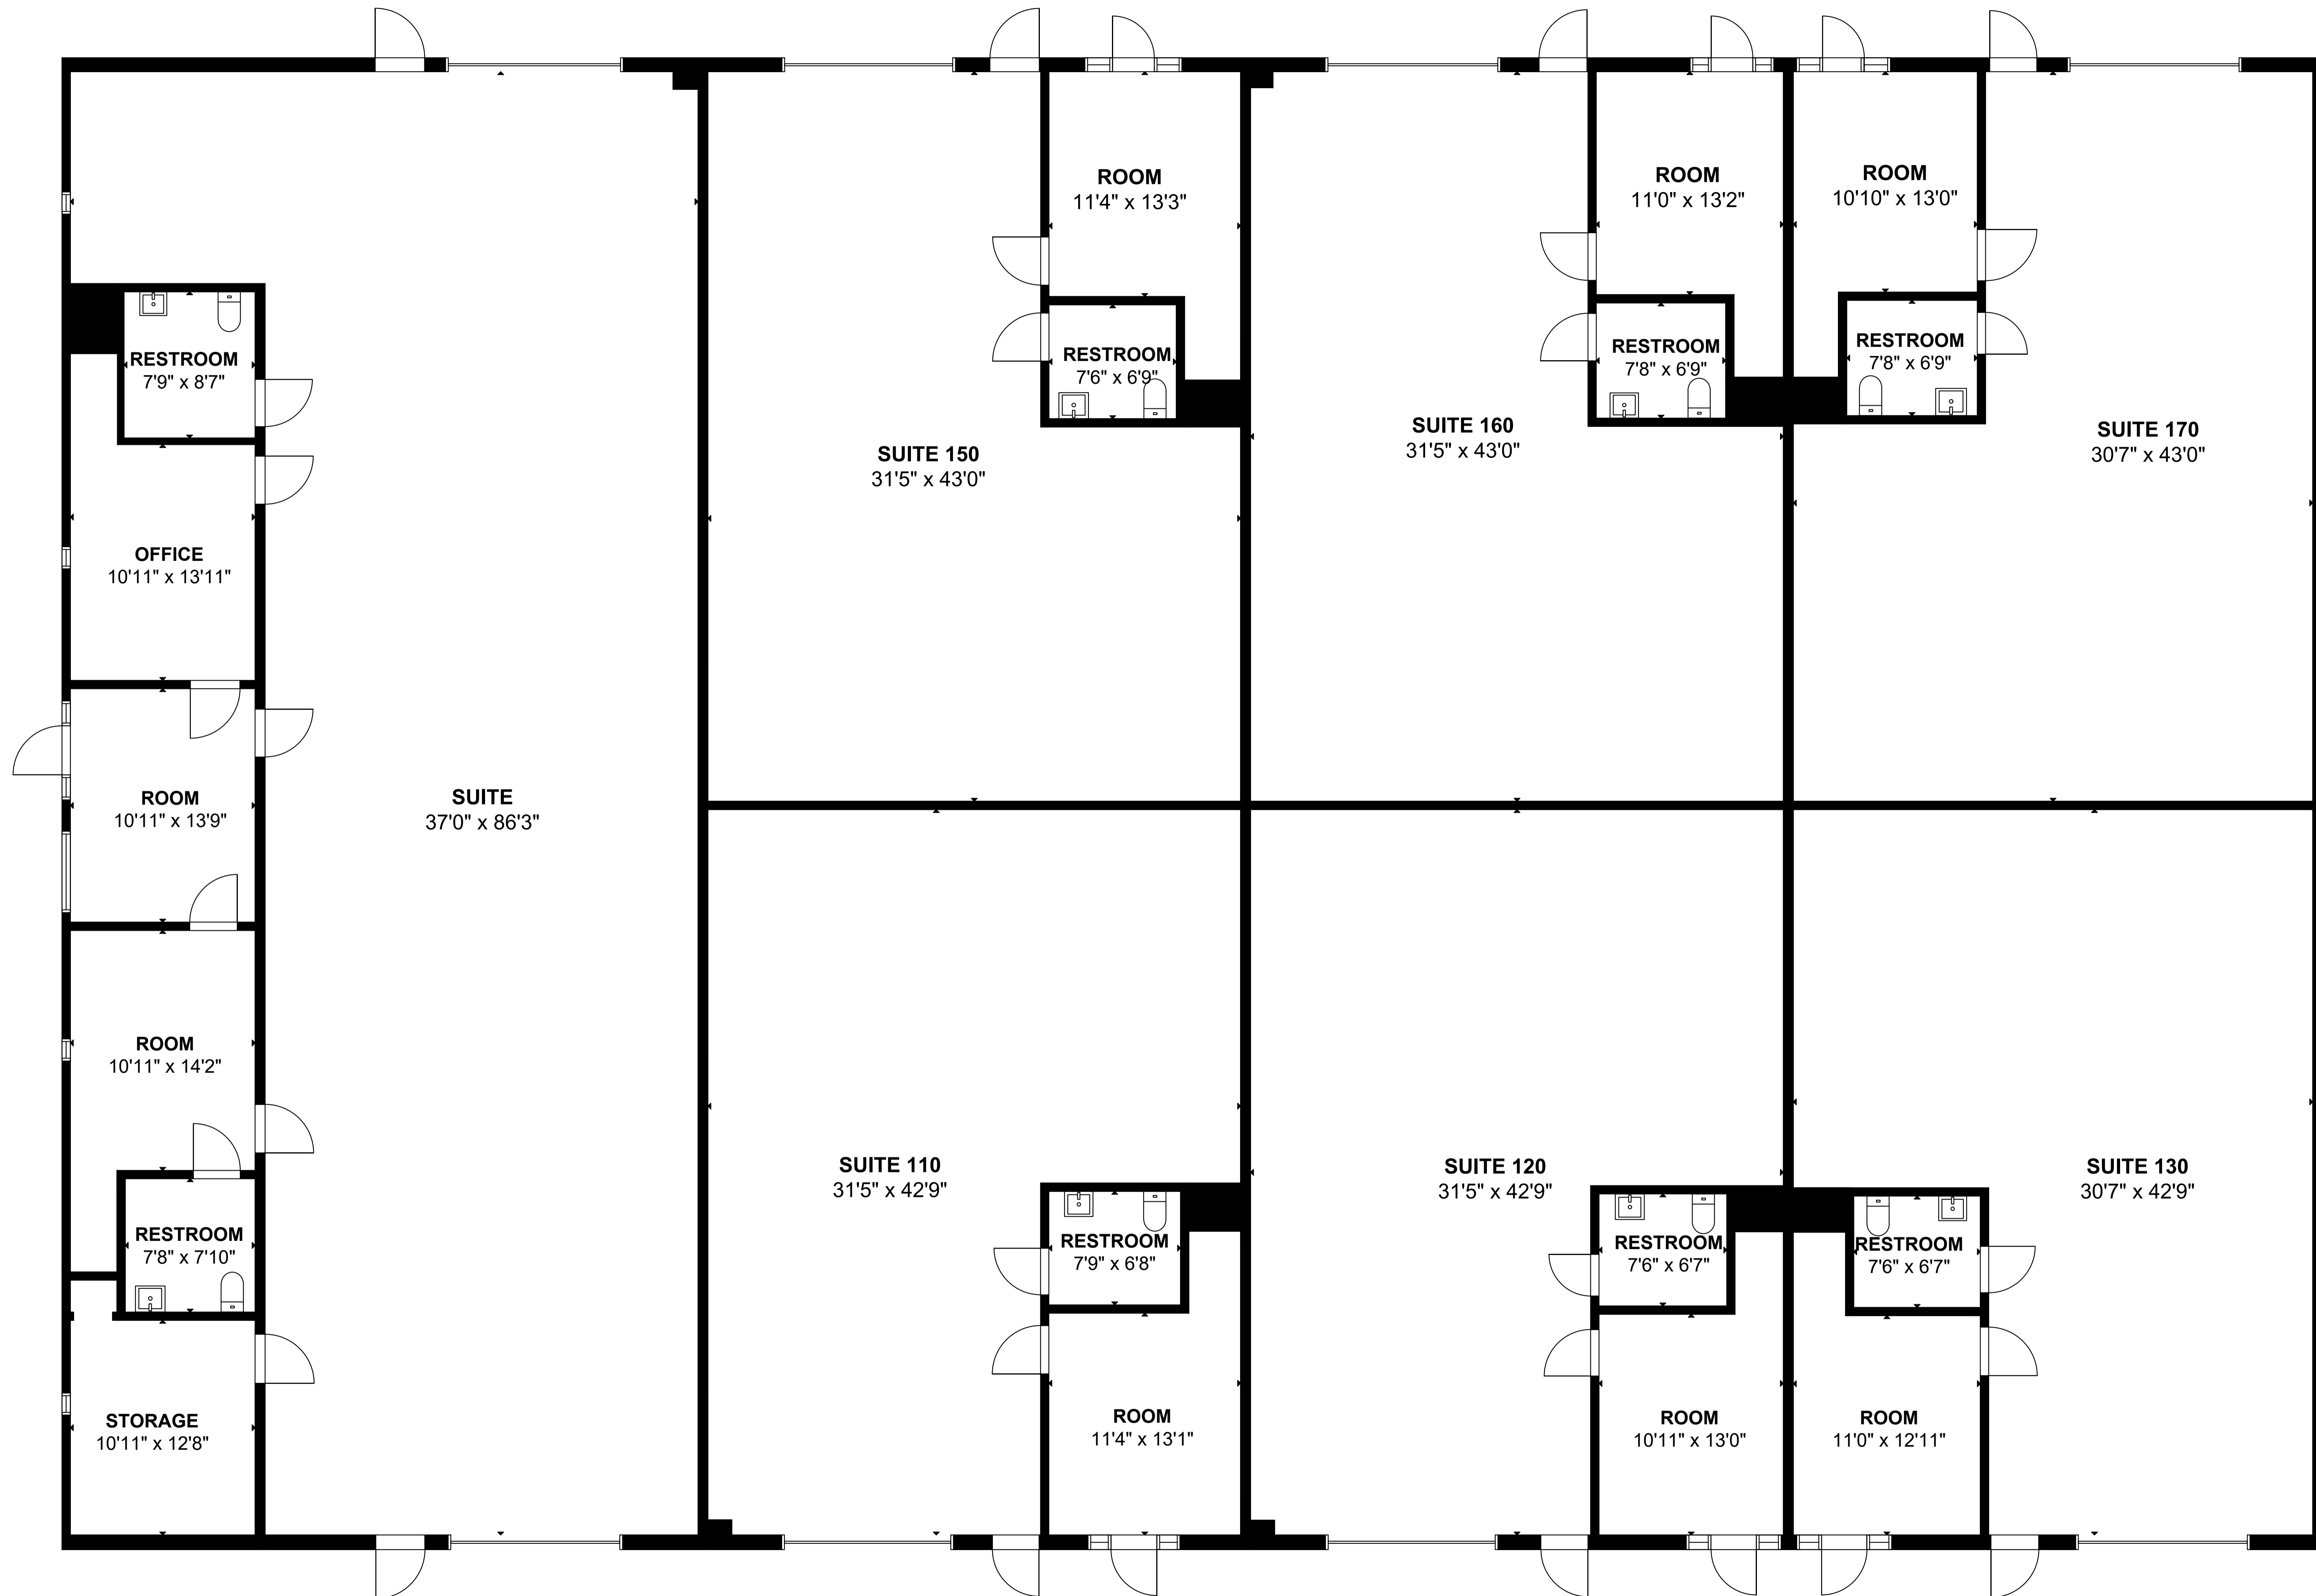 ROOM
11'4" x 13'3"
ROOM
11'0" x 13'2"
ROOM
10'10" x 13'0"
RESTROOM
7'9" x 8'7"
RESTROOM
7'6" x 6'9"
RESTROOM
7'8" x 6'9"
RESTROOM
7'8" x 6'9"
SUITE 150
31'5" x 43'0"
SUITE 160
31'5" x 43'0"
SUITE 170
30'7" x 43'0"
OFFICE
10'11" x 13'11"
ROOM
10'11" x 13'9"
SUITE
37'0" x 86'3"
ROOM
10'11" x 14'2"
SUITE 110
31'5" x 42'9"
SUITE 120
31'5" x 42'9"
SUITE 130
30'7" x 42'9"
RESTROOM
7'8" x 7'10"
RESTROOM
7'9" x 6'8"
RESTROOM
7'6" x 6'7"
RESTROOM
7'6" x 6'7"
STORAGE
10'11" x 12'8"
ROOM
11'4" x 13'1"
ROOM
10'11" x 13'0"
ROOM
11'0" x 12'11"